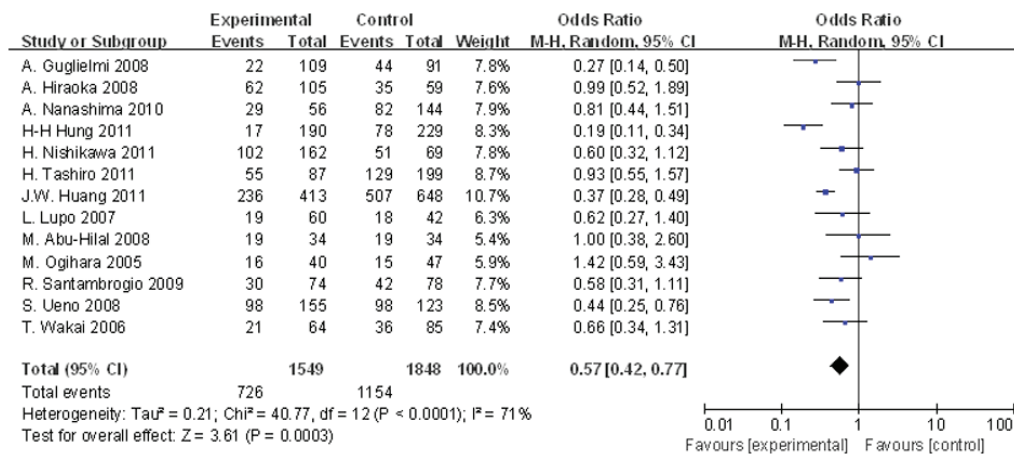 Experimental Control Odds Ratio Odds Ratio
Study or Subgroup Events Total Events Total Weight M-H, Random, 95% CI M-H, Random, 95% CI
A. Guglielmi 2008 22 109 44 91 7.8% 0.27 [0.14, 0.50]
A. Hiraoka 2008 62 105 35 59 7.6% 0.99 [0.52, 1.89]
A. Nanashima 2010 29 56 82 144 7.9% 0.81 [0.44, 1.51]
H-H Hung 2011 17 190 78 229 8.3% 0.19 [0.11, 0.34]
H. Nishikawa 2011 102 162 51 69 7.8% 0.60 [0.32, 1.12]
H. Tashiro 2011 55 87 129 199 8.7% 0.93 [0.55, 1.57]
J.W. Huang 2011 236 413 507 648 10.7% 0.37 [0.28, 0.49]
L. Lupo 2007 19 60 18 42 6.3% 0.62 [0.27, 1.40]
M. Abu-Hilal 2008 19 34 19 34 5.4% 1.00 [0.38, 2.60]
M. Ogihara 2005 16 40 15 47 5.9% 1.42 [0.59, 3.43]
R. Santambrogio 2009 30 74 42 78 7.7% 0.58 [0.31, 1.11]
S. Ueno 2008 98 155 98 123 8.5% 0.44 [0.25, 0.76]
T. Wakai 2006 21 64 36 85 7.4% 0.66 [0.34, 1.31]
Total (95% CI) 1549 1848 100.0% 0.57 [0.42, 0.77]
Total events 726 1154
Heterogeneity: Tau² = 0.21; Chi² = 40.77, df = 12 (P < 0.0001); I² = 71%
Test for overall effect: Z = 3.61 (P = 0.0003)
0.01 0.1 1 10 100
Favours [experimental] Favours [control]